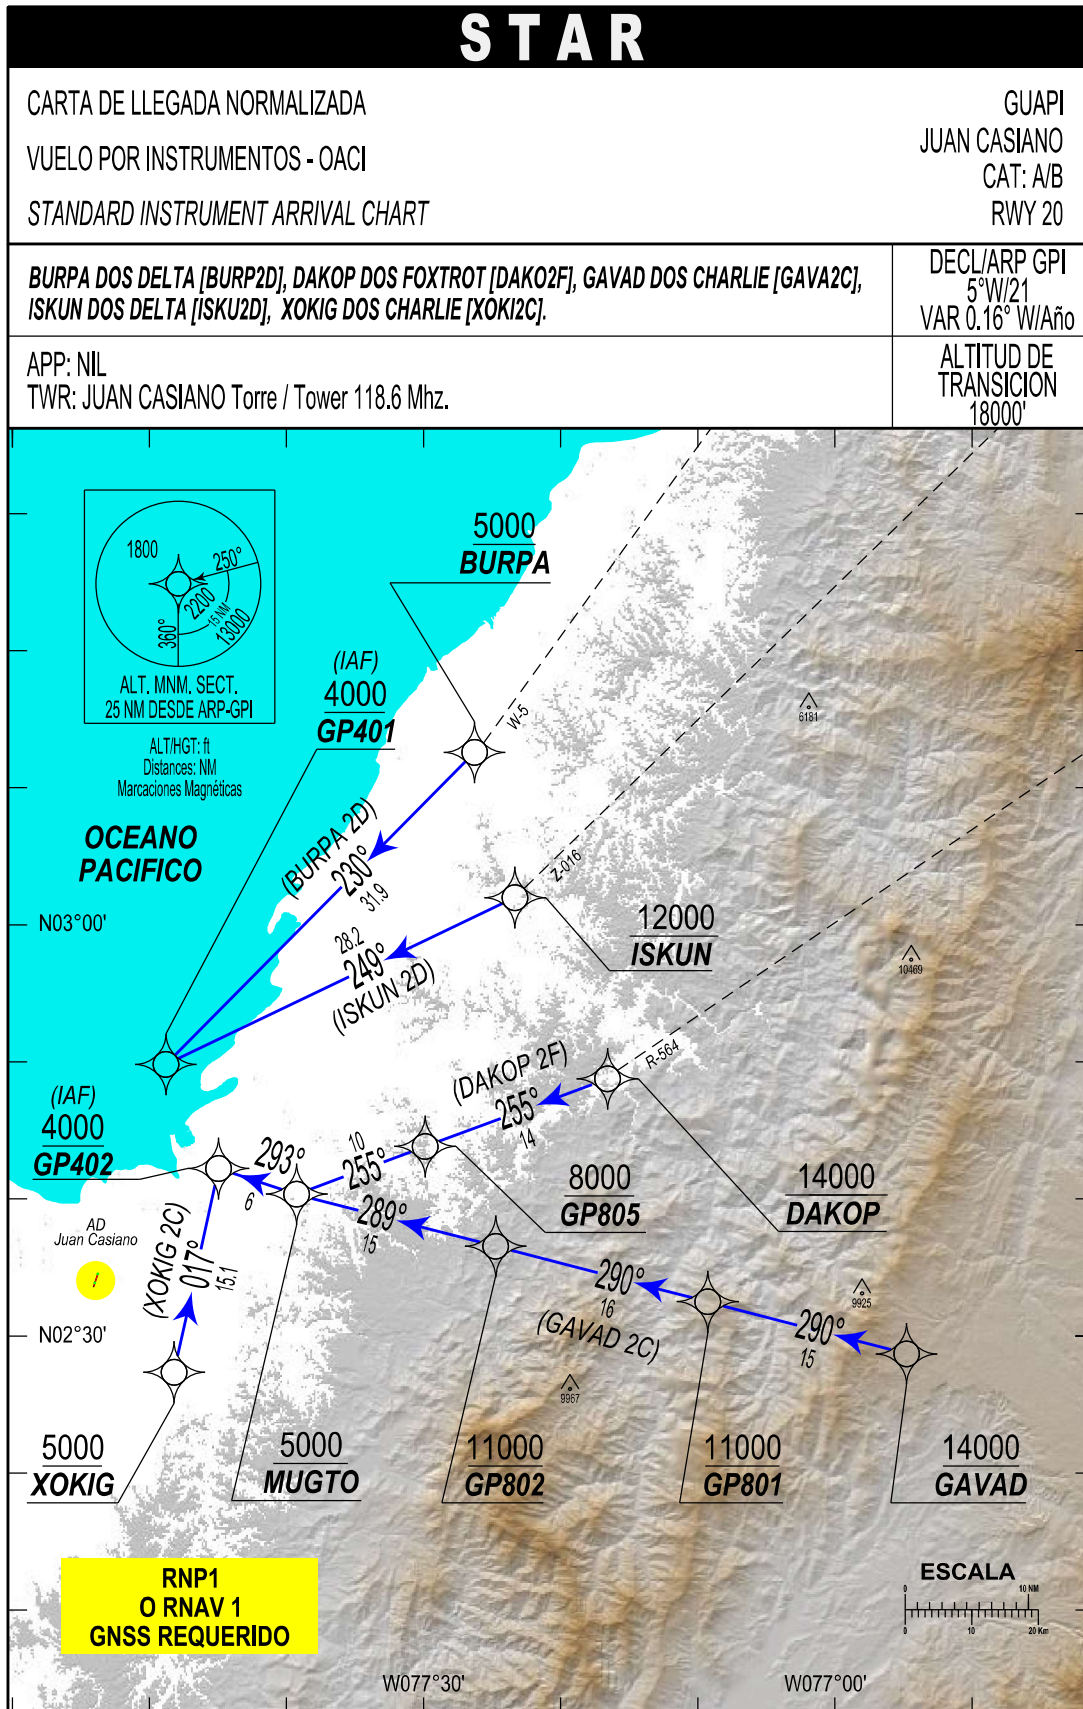 STAR
CARTA DE LLEGADA NORMALIZADA
VUELO POR INSTRUMENTOS - OACI
STANDARD INSTRUMENT ARRIVAL CHART
GUAPI
JUAN CASIANO
CAT: A/B
RWY 20
BURPA DOS DELTA [BURP2D], DAKOP DOS FOXTROT [DAKO2F], GAVAD DOS CHARLIE [GAVA2C],
ISKUN DOS DELTA [ISKU2D], XOKIG DOS CHARLIE [XOKI2C].
DECL/ARP GPI
5°W/21
VAR 0.16° W/Año
APP: NIL
TWR: JUAN CASIANO Torre / Tower 118.6 Mhz.
ALTITUD DE
TRANSICION
18000'
1800
250°
2200
15 NM
13000
360°
ALT. MNM. SECT.
25 NM DESDE ARP-GPI
ALT/HGT: ft
Distances: NM
Marcaciones Magnéticas
OCEANO
PACIFICO
5000
BURPA
(IAF)
4000
GP401
W-5
6181
(BURPA 2D)
230°
31.9
Z-016
N03°00'
28.2
249°
(ISKUN 2D)
12000
ISKUN
10469
R-564
(DAKOP 2F)
255°
14
(IAF)
4000
GP402
293°
6
10
255°
289°
15
8000
GP805
14000
DAKOP
AD
Juan Casiano
(XOKIG 2C)
017°
15.1
290°
16
(GAVAD 2C)
9925
290°
15
N02°30'
9967
5000
XOKIG
5000
MUGTO
11000
GP802
11000
GP801
14000
GAVAD
RNP1
O RNAV 1
GNSS REQUERIDO
ESCALA
0 10 NM
0 10 20 Km
W077°30'
W077°00'